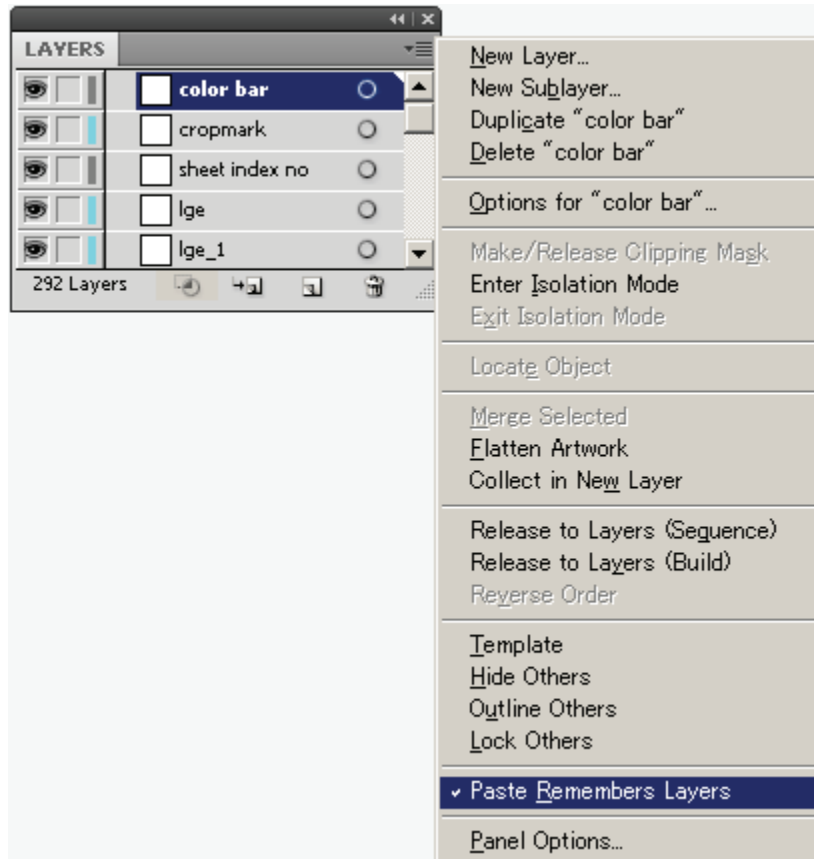 LAYERS
color bar
cropmark
sheet index no
lge
lge_1
292 Layers
New Layer...
New Sublayer...
Duplicate "color bar"
Delete "color bar"
Options for "color bar"...
Make/Release Clipping Mask
Enter Isolation Mode
Exit Isolation Mode
Locate Object
Merge Selected
Flatten Artwork
Collect in New Layer
Release to Layers (Sequence)
Release to Layers (Build)
Reverse Order
Template
Hide Others
Outline Others
Lock Others
Paste Remembers Layers
Panel Options...